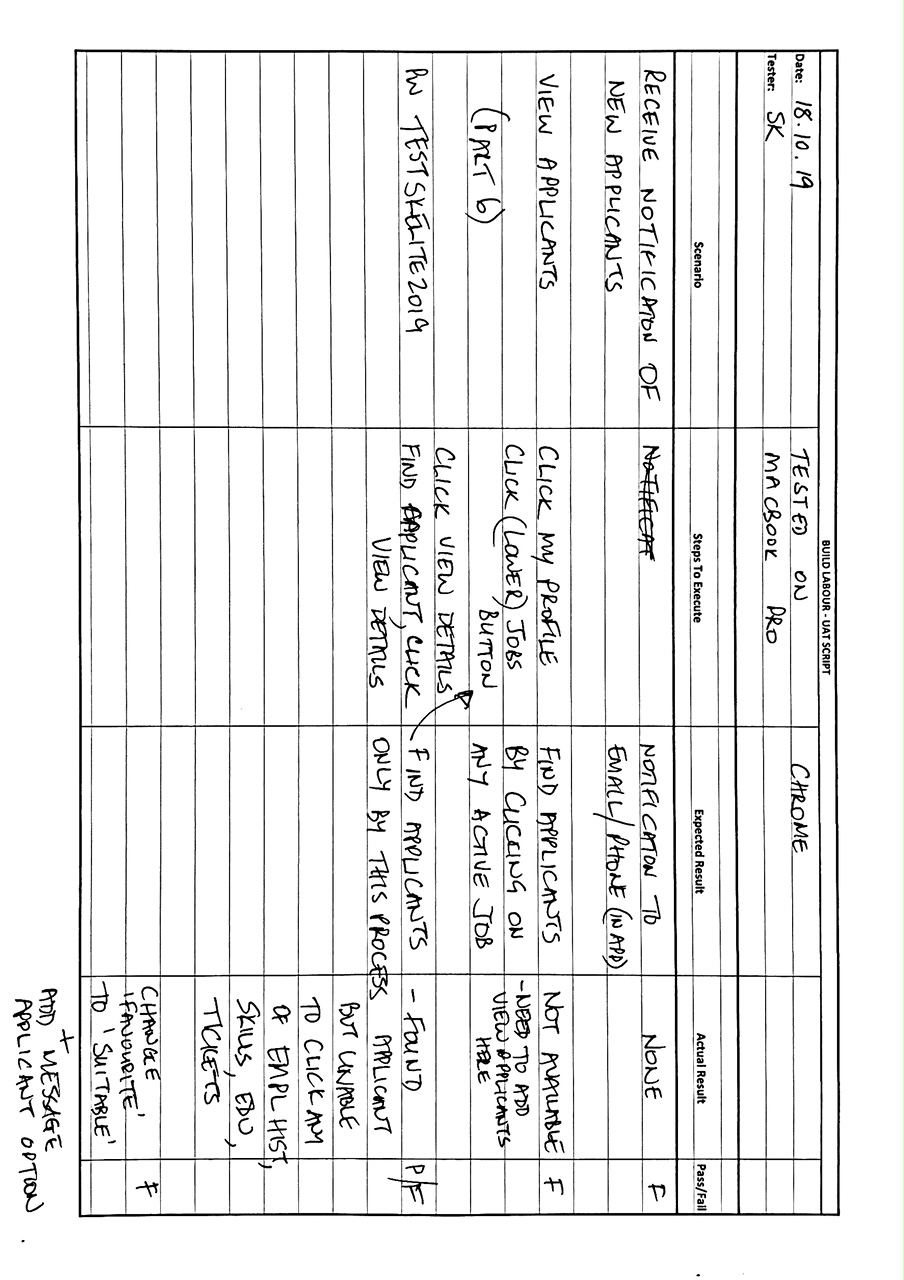 BUILD LABOUR - UAT SCRIPT
Date: 18.10.19 TESTED ON CHROME
Tester: SK MACBOOK PRO
Scenario Steps To Execute Expected Result Actual Result Pass/Fail
RECEIVE NOTIFICATON OF NOTIFICATON TO NONE F
NEW APPLICANTS EMAIL/PHONE (IN APP)
VIEW APPLICANTS CLICK MY PROFILE FIND APPLICANTS NOT AVAILABLE F
CLICK (LOWER) JOBS BY CLICCING ON - NEED TO ADD
(PART 6) BUTTON ANY ACTIVE JOB VIEW APPLICANTS
HERE
CLICK VIEW DETAILS
PW TESTSKELITE2019 FIND APPLICANT, CLICK FIND APPLICANTS - FOUND P/F
VIEW DETAILS ONLY BY THIS PROCESS APPLICANT
BUT UNABLE
TO CLICK ANY
OF EMPL HIST,
SKILLS, EDU,
TICKETS
CHANGE F
'FAVOURITE'
TO 'SUITABLE'
+
ADD MESSAGE
APPLICANT OPTION